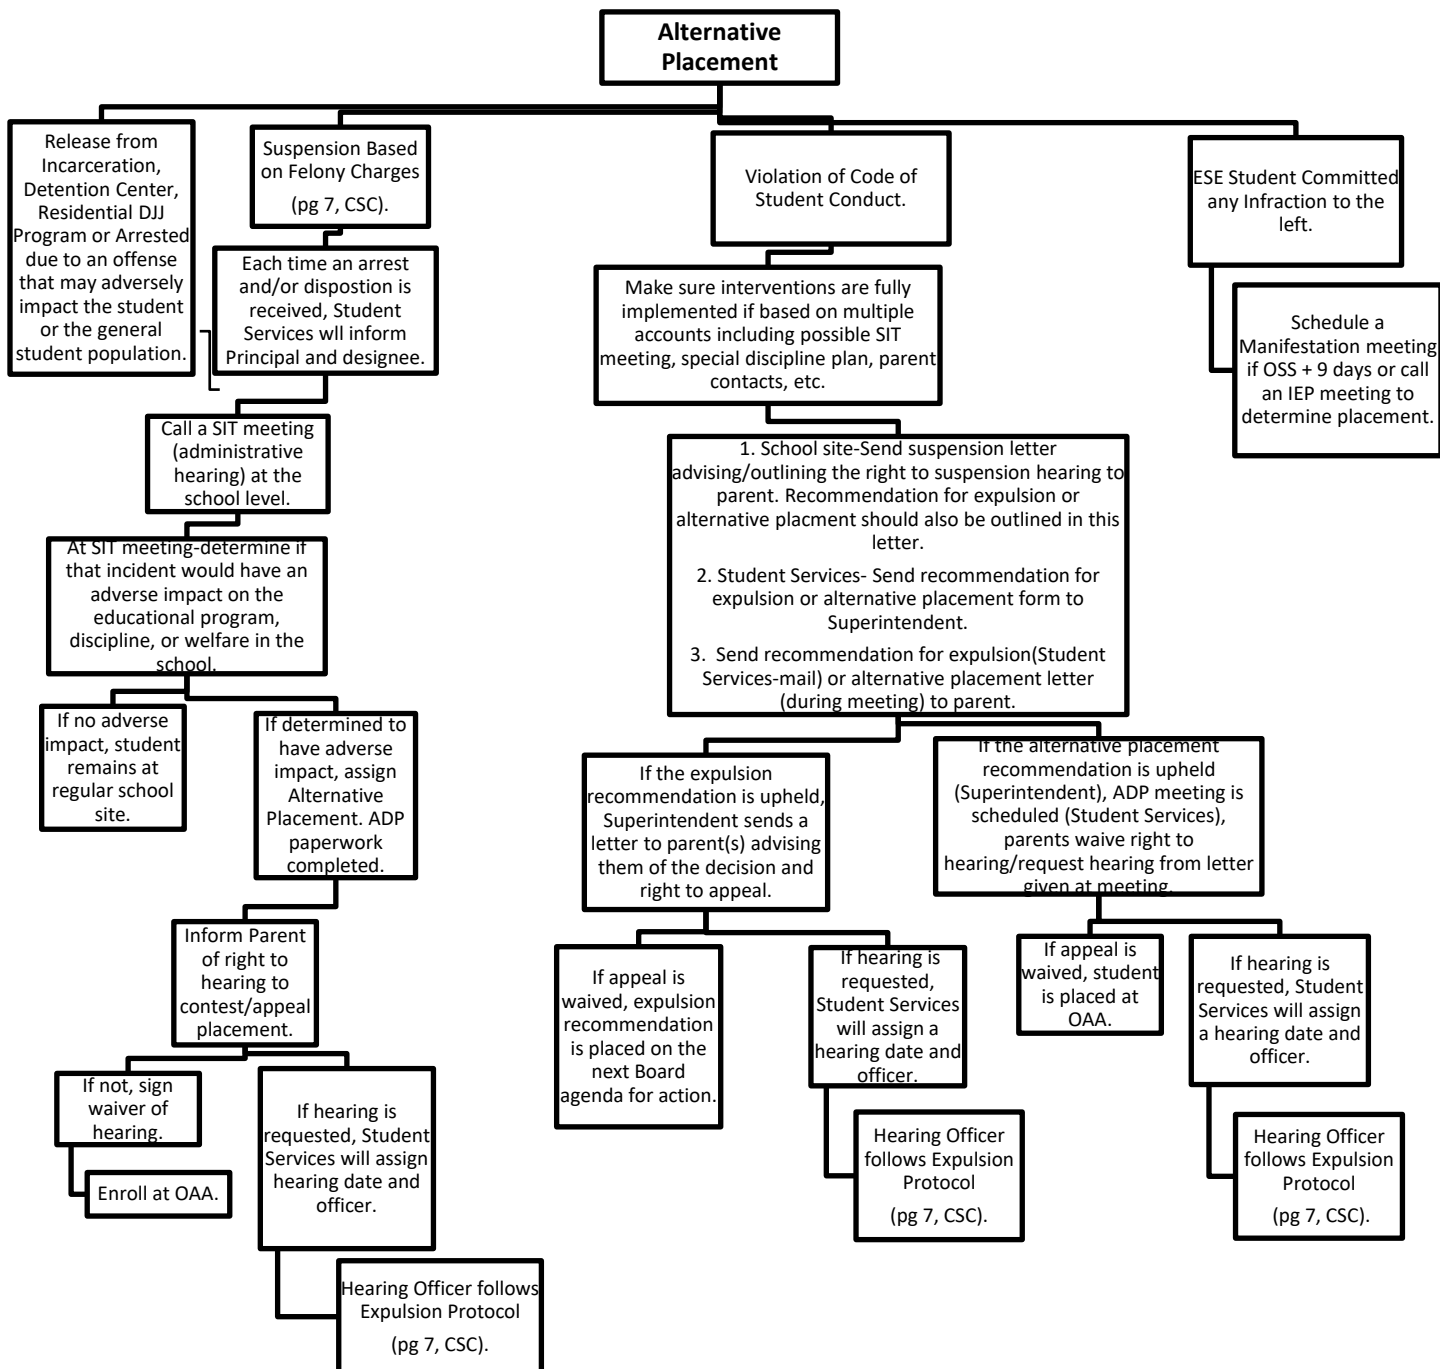 Alternative
Placement
Release from
Incarceration,
Detention Center,
Residential DJJ
Program or Arrested
due to an offense
that may adversely
impact the student
or the general
student population.
Suspension Based
on Felony Charges
(pg 7, CSC).
Each time an arrest
and/or dispostion is
received, Student
Services wll inform
Principal and designee.
Call a SIT meeting
(administrative
hearing) at the
school level.
At SIT meeting-determine if
that incident would have an
adverse impact on the
educational program,
discipline, or welfare in the
school.
If no adverse
impact, student
remains at
regular school
site.
If determined to
have adverse
impact, assign
Alternative
Placement. ADP
paperwork
completed.
Inform Parent
of right to
hearing to
contest/appeal
placement.
If not, sign
waiver of
hearing.
Enroll at OAA.
If hearing is
requested, Student
Services will assign
hearing date and
officer.
Hearing Officer follows
Expulsion Protocol
(pg 7, CSC).
Violation of Code of
Student Conduct.
Make sure interventions are fully
implemented if based on multiple
accounts including possible SIT
meeting, special discipline plan, parent
contacts, etc.
1. School site-Send suspension letter
advising/outlining the right to suspension hearing to
parent. Recommendation for expulsion or
alternative placment should also be outlined in this
letter.
2. Student Services- Send recommendation for
expulsion or alternative placement form to
Superintendent.
3. Send recommendation for expulsion(Student
Services-mail) or alternative placement letter
(during meeting) to parent.
If the expulsion
recommendation is upheld,
Superintendent sends a
letter to parent(s) advising
them of the decision and
right to appeal.
If appeal is
waived, expulsion
recommendation
is placed on the
next Board
agenda for action.
If hearing is
requested,
Student Services
will assign a
hearing date and
officer.
Hearing Officer
follows Expulsion
Protocol
(pg 7, CSC).
If the alternative placement
recommendation is upheld
(Superintendent), ADP meeting is
scheduled (Student Services),
parents waive right to
hearing/request hearing from letter
given at meeting.
If appeal is
waived, student
is placed at
OAA.
If hearing is
requested, Student
Services will assign
a hearing date and
officer.
Hearing Officer
follows Expulsion
Protocol
(pg 7, CSC).
ESE Student Committed
any Infraction to the
left.
Schedule a
Manifestation meeting
if OSS + 9 days or call
an IEP meeting to
determine placement.